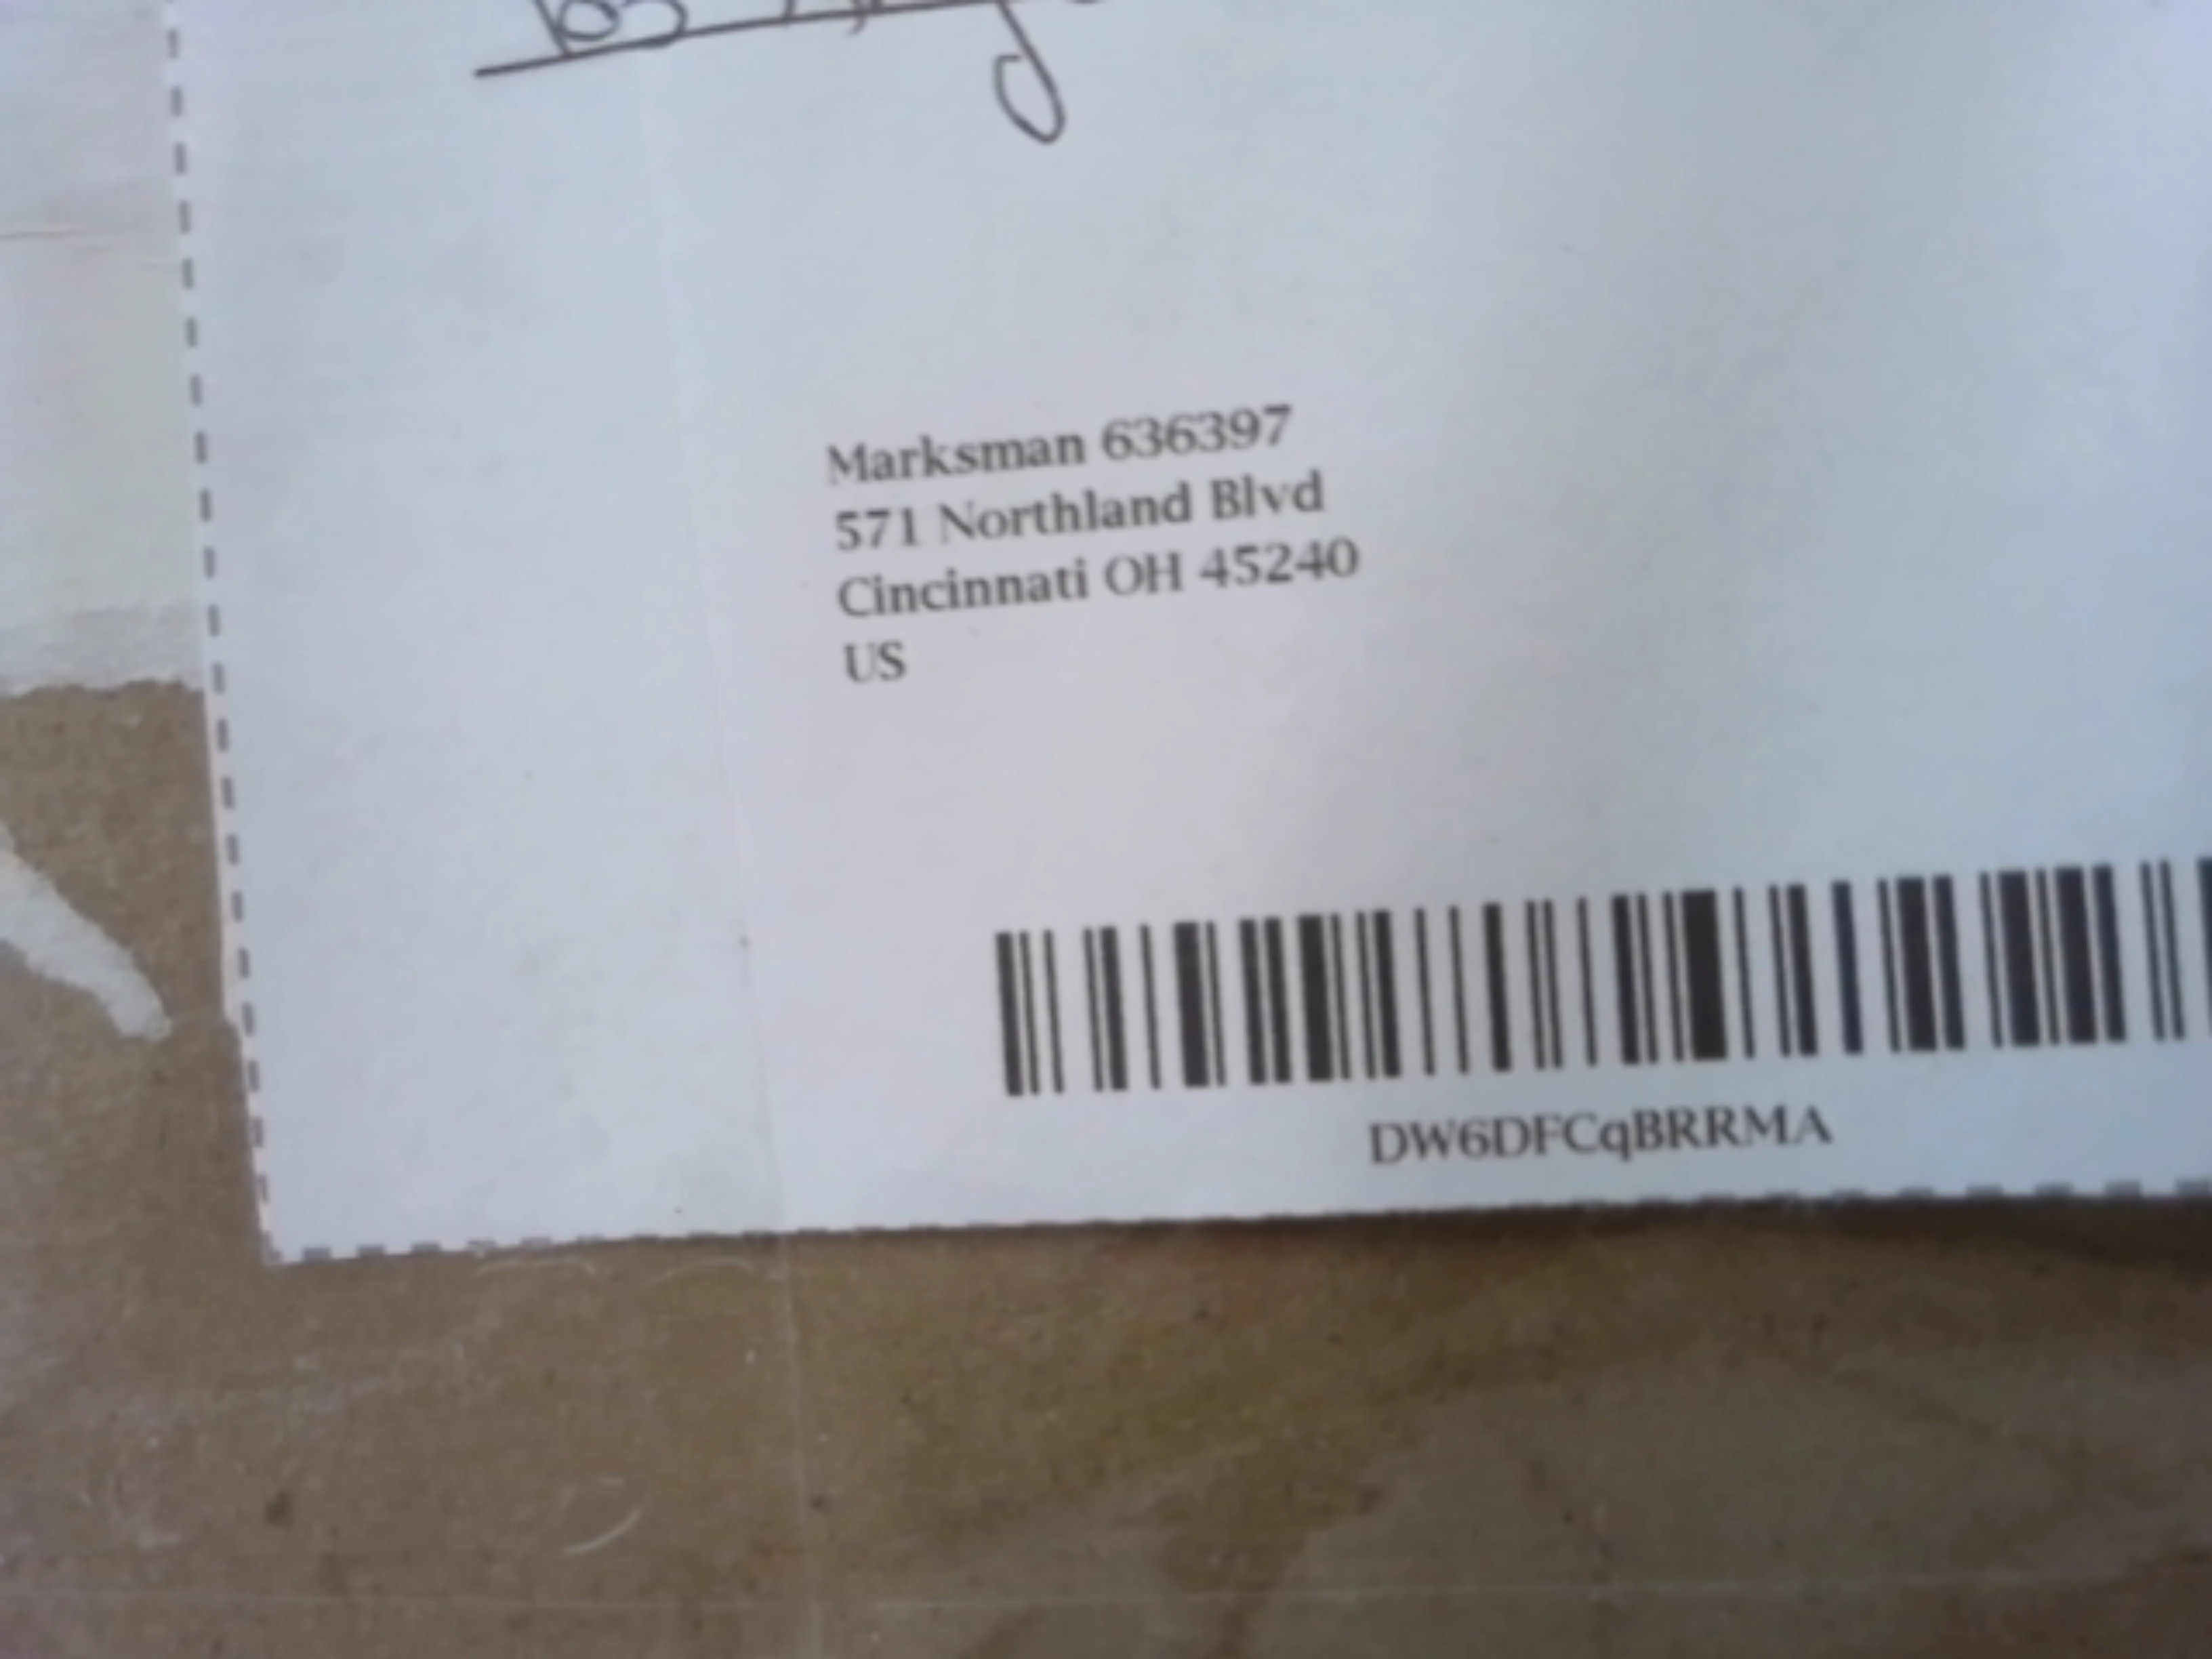 Marksman 636397
571 Northland Blvd
Cincinnati OH 45240
US
DW6DFCqBRRMA